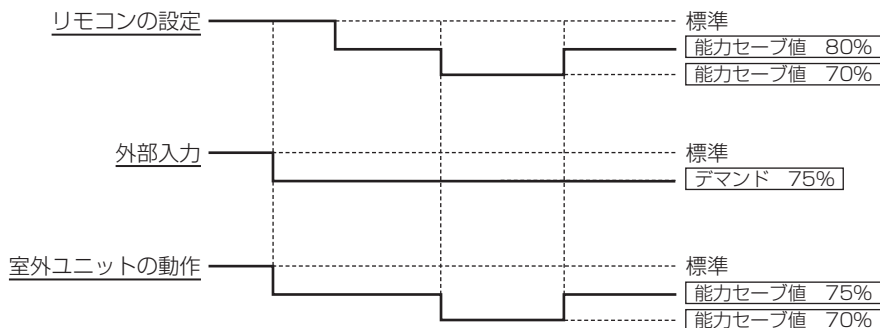 リモコンの設定
標準
能力セーブ値 80%
能力セーブ値 70%
外部入力
標準
デマンド 75%
室外ユニットの動作
標準
能力セーブ値 75%
能力セーブ値 70%